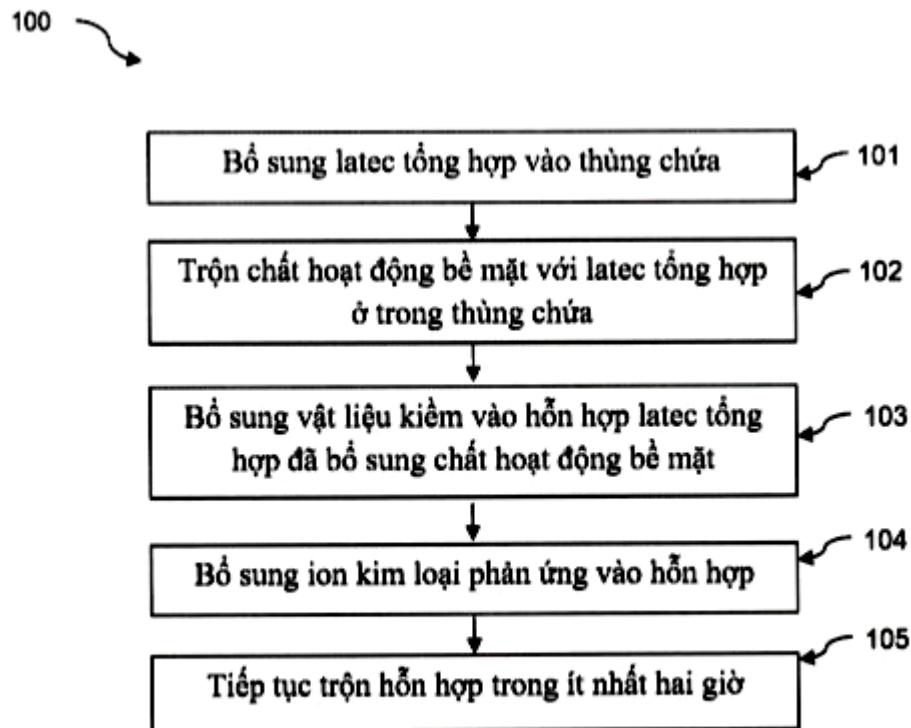 100
Bổ sung latec tổng hợp vào thùng chứa
101
Trộn chất hoạt động bề mặt với latec tổng hợp
ở trong thùng chứa
102
Bổ sung vật liệu kiềm vào hỗn hợp latec tổng
hợp đã bổ sung chất hoạt động bề mặt
103
Bổ sung ion kim loại phản ứng vào hỗn hợp
104
Tiếp tục trộn hỗn hợp trong ít nhất hai giờ
105